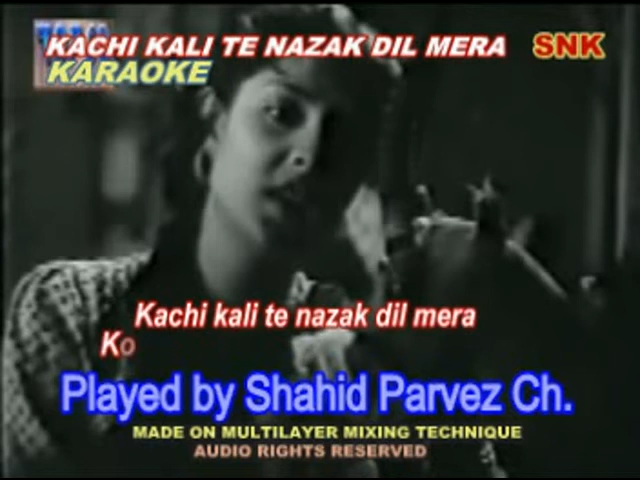 KACHI KALI TE NAZAK DIL MERA SNK
KARAOKE
Kachi kali te nazak dil mera
Ko
Played by Shahid Parvez Ch.
MADE ON MULTILAYER MIXING TECHNIQUE
AUDIO RIGHTS RESERVED